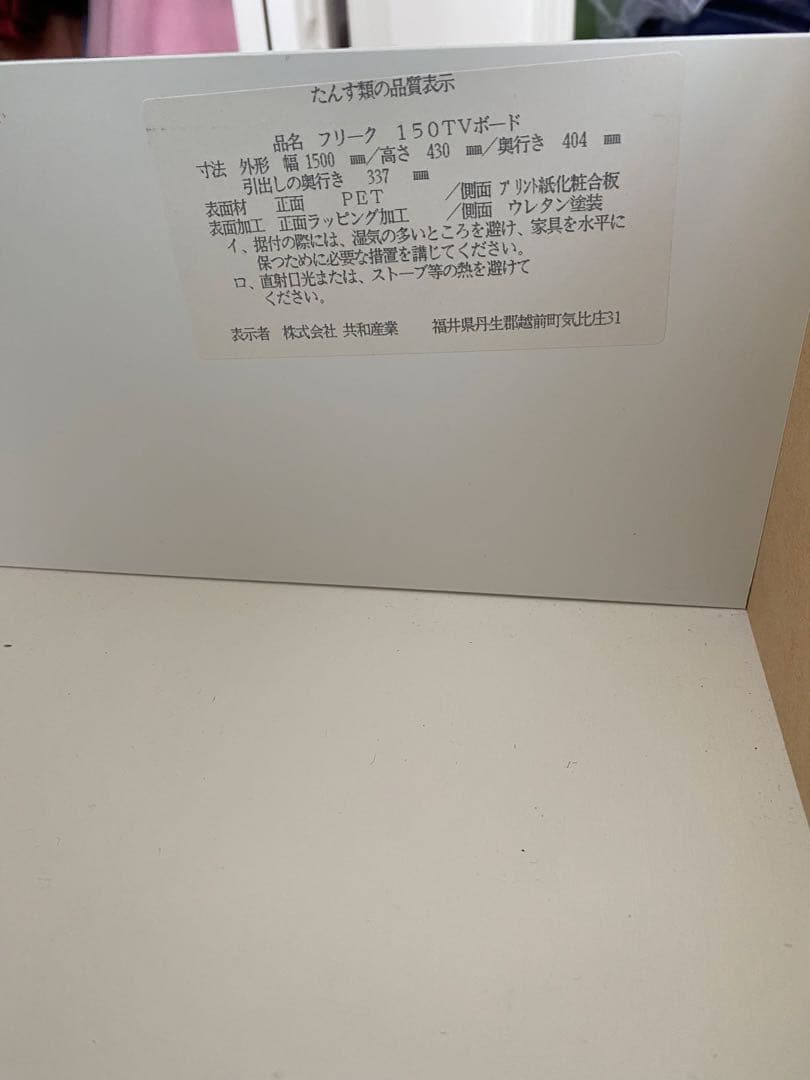 たんす類の品質表示
品名 フリーク 150TVボード
寸法 外形 幅 1500 ㎜/高さ 430 ㎜/奥行き 404 ㎜
引出しの奥行き 337 ㎜
表面材 正面 PET /側面 プリント紙化粧合板
表面加工 正面ラッピング加工 /側面 ウレタン塗装
イ、据付の際には、湿気の多いところを避け、家具を水平に
保つために必要な措置を講じてください。
ロ、直射日光または、ストーブ等の熱を避けて
ください。
表示者 株式会社 共和産業 福井県丹生郡越前町気比庄31